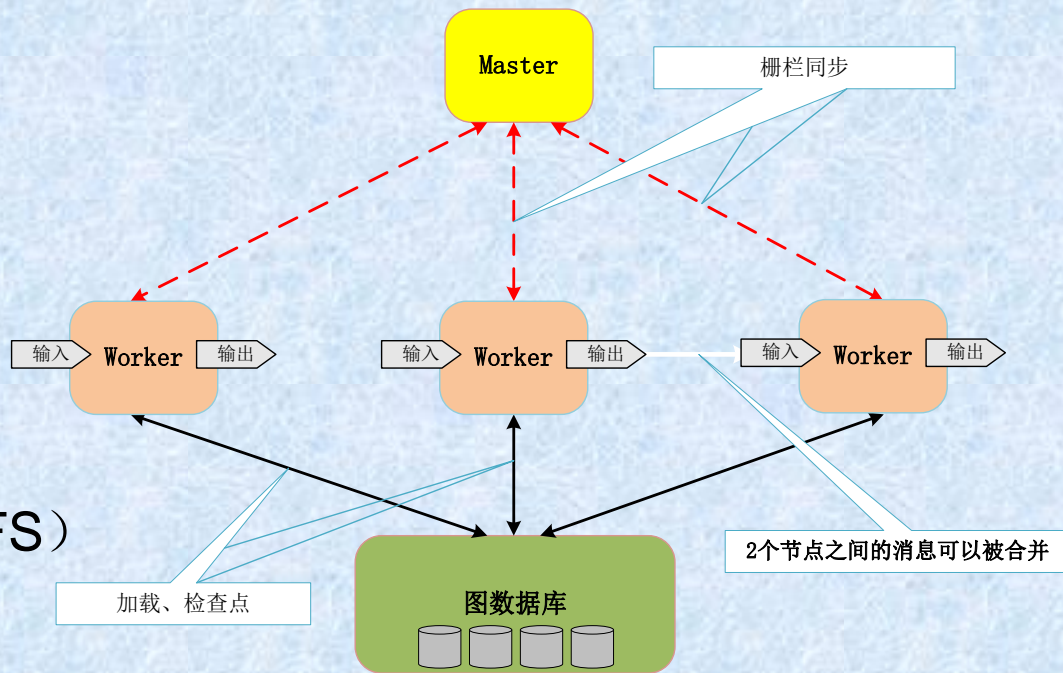 Master
栅栏同步
输入
Worker
输出
输入
Worker
输出
输入
Worker
输出
FS）
2个节点之间的消息可以被合并
加载、检查点
图数据库